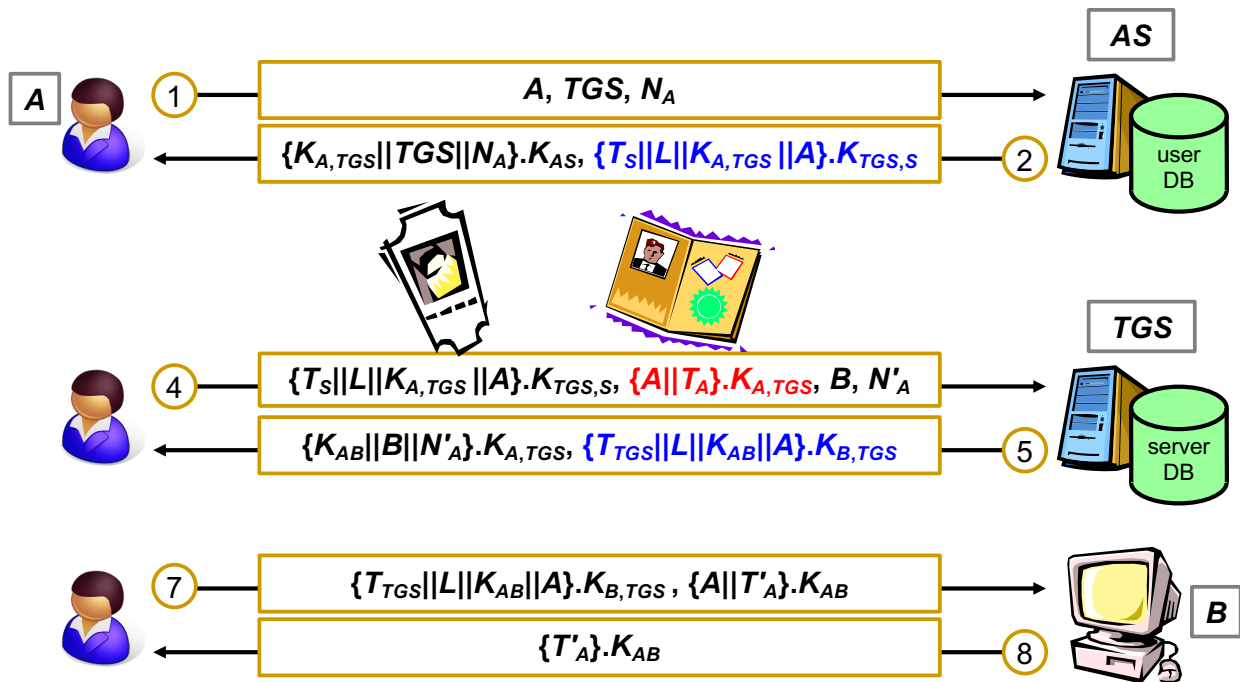 AS
A
1
A, TGS, N_A
{K_A,TGS||TGS||N_A}.K_AS, {T_S||L||K_A,TGS ||A}.K_TGS,S
2
user
DB
TGS
4
{T_S||L||K_A,TGS ||A}.K_TGS,S, {A||T_A}.K_A,TGS, B, N'_A
{K_AB||B||N'_A}.K_A,TGS, {T_TGS||L||K_AB||A}.K_B,TGS
5
server
DB
7
{T_TGS||L||K_AB||A}.K_B,TGS , {A||T'_A}.K_AB
B
{T'_A}.K_AB
8